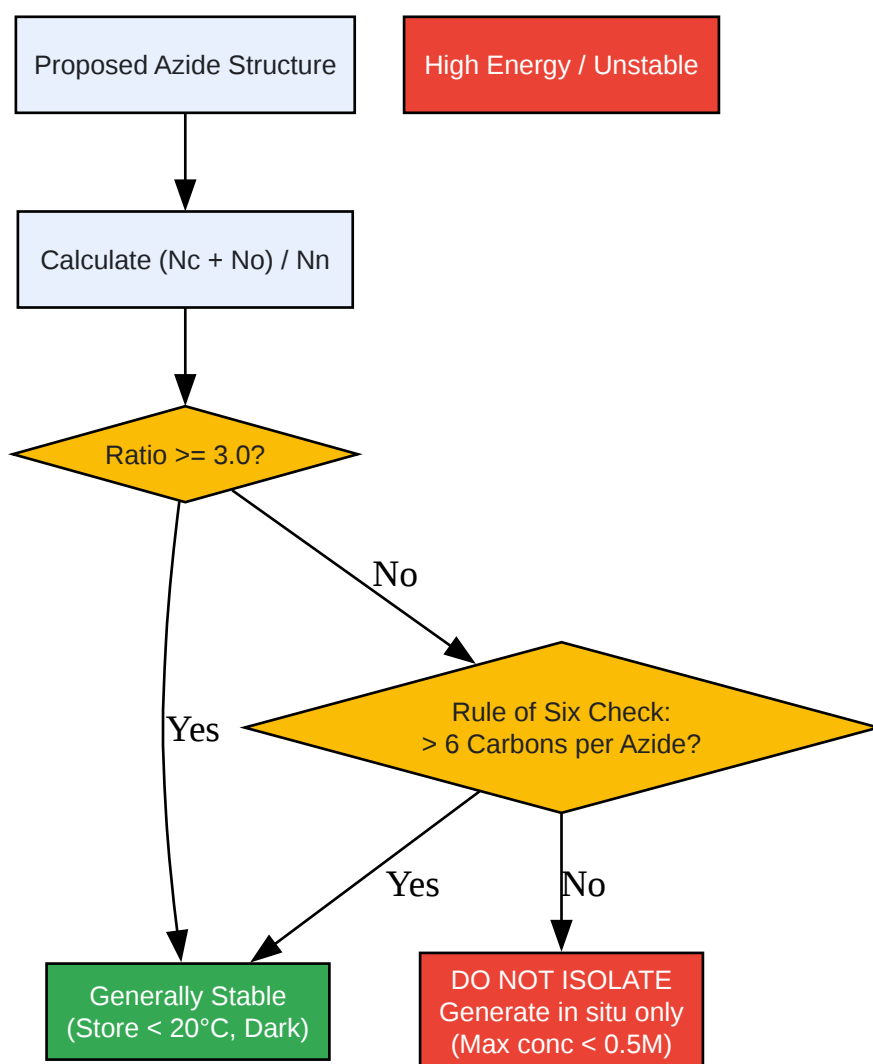 Proposed Azide Structure
High Energy / Unstable
Calculate (Nc + No) / Nn
Ratio >= 3.0?
No
Rule of Six Check:
> 6 Carbons per Azide?
Yes
Yes
No
Generally Stable
(Store < 20°C, Dark)
DO NOT ISOLATE
Generate in situ only
(Max conc < 0.5M)